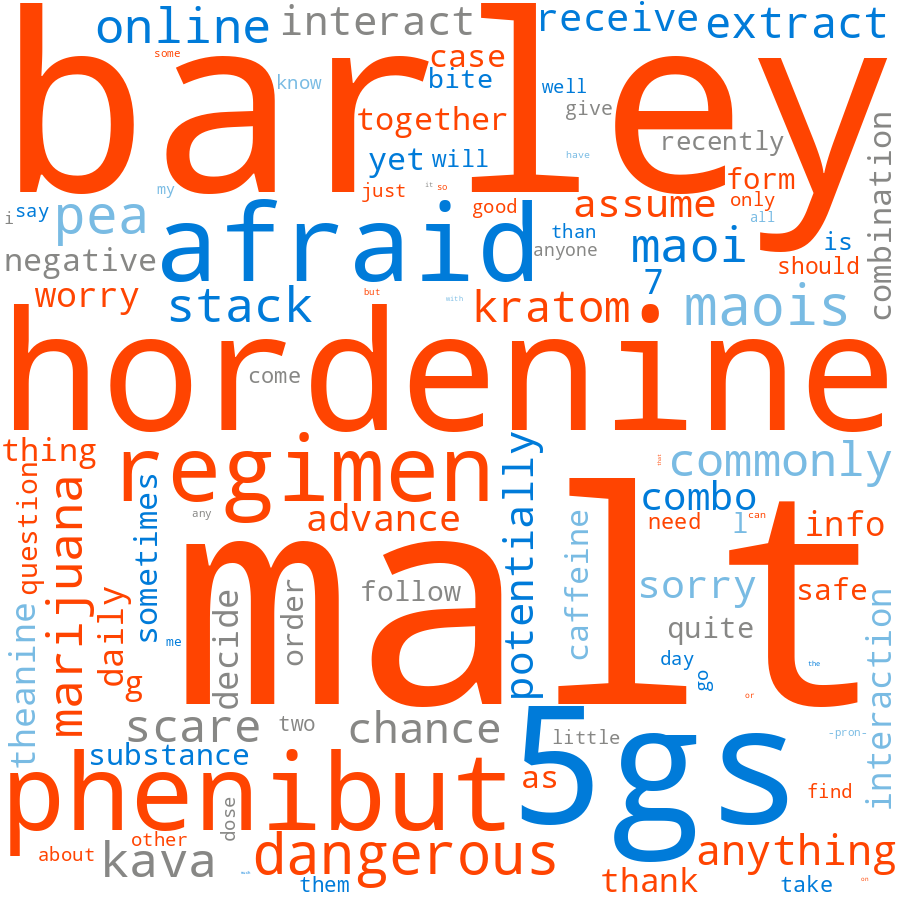 barley
online
interact
receive
extract
some
case
know
bite
well
give
together
recently
yet
will
have
combination
my
just
it
so
form
i
say
pea
good
assume
only
all
afraid
than
anyone
maoi
is
negative
should
7
worry
stack
but
with
kratom
maois
hordenine
come
thing
regimen
potentially
that
commonly
question
marijuana
sometimes
combo
any
advance
caffeine
need
l
can
info
malt
theanine
daily
decide
order
follow
sorry
safe
interaction
quite
me
g
day
go
the
or
scare
two
chance
5gs
little
-pron-
substance
phenibut
as
find
dose
other
about
kava
dangerous
anything
them
thank
take
on